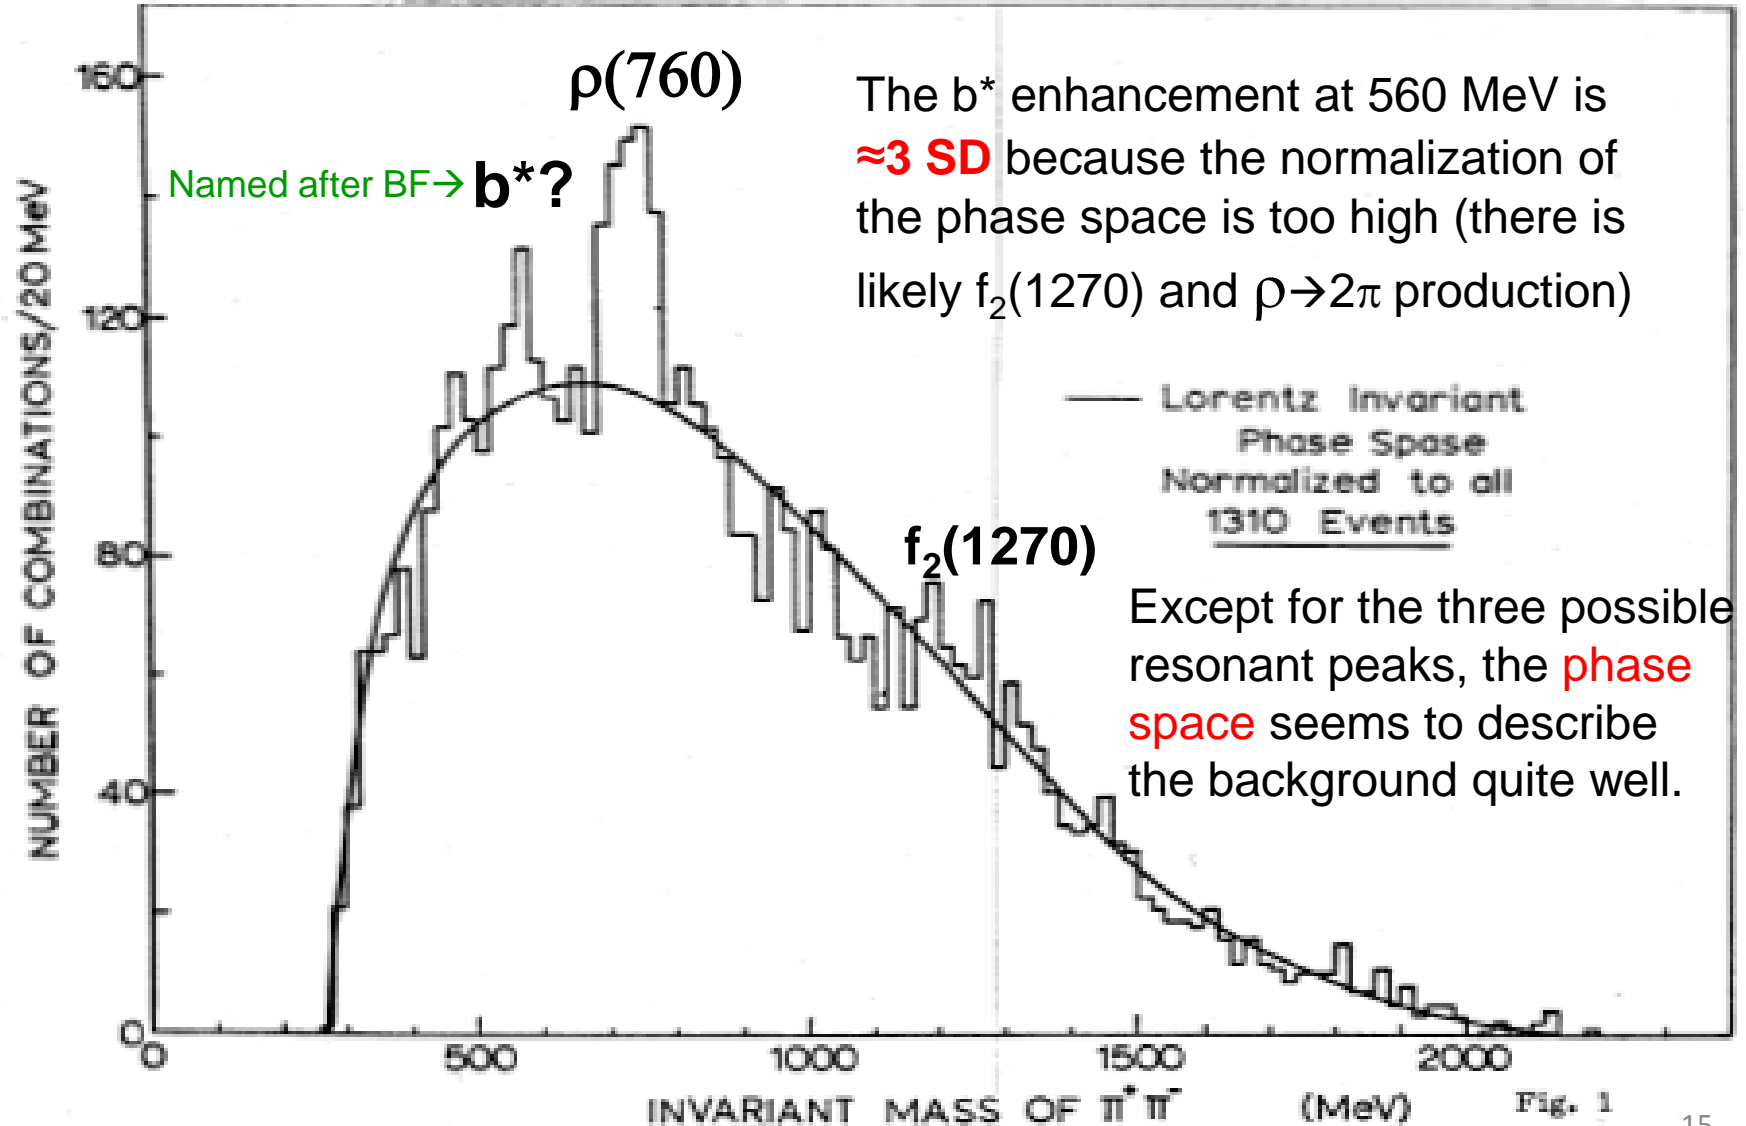 160
ρ(760)
The b* enhancement at 560 MeV is
≈3 SD because the normalization of
the phase space is too high (there is
likely f₂(1270) and ρ→2π production)
Named after BF→ b*?
120
NUMBER OF COMBINATIONS/20 MeV
Lorentz Invariant
Phase Spase
Normalized to all
1310 Events
80
f₂(1270)
Except for the three possible
resonant peaks, the phase
space seems to describe
the background quite well.
40
0
0 500 1000 1500 2000
INVARIANT MASS OF π⁺π⁻ (MeV) Fig. 1
15